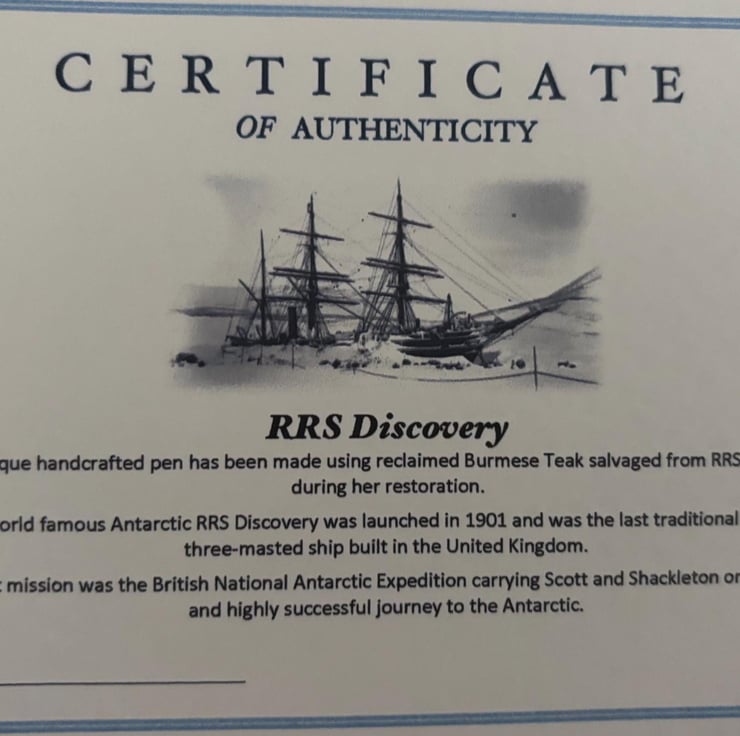 CERTIFICATE
OF AUTHENTICITY
RRS Discovery
que handcrafted pen has been made using reclaimed Burmese Teak salvaged from RRS
during her restoration.
orld famous Antarctic RRS Discovery was launched in 1901 and was the last traditional
three-masted ship built in the United Kingdom.
t mission was the British National Antarctic Expedition carrying Scott and Shackleton on
and highly successful journey to the Antarctic.